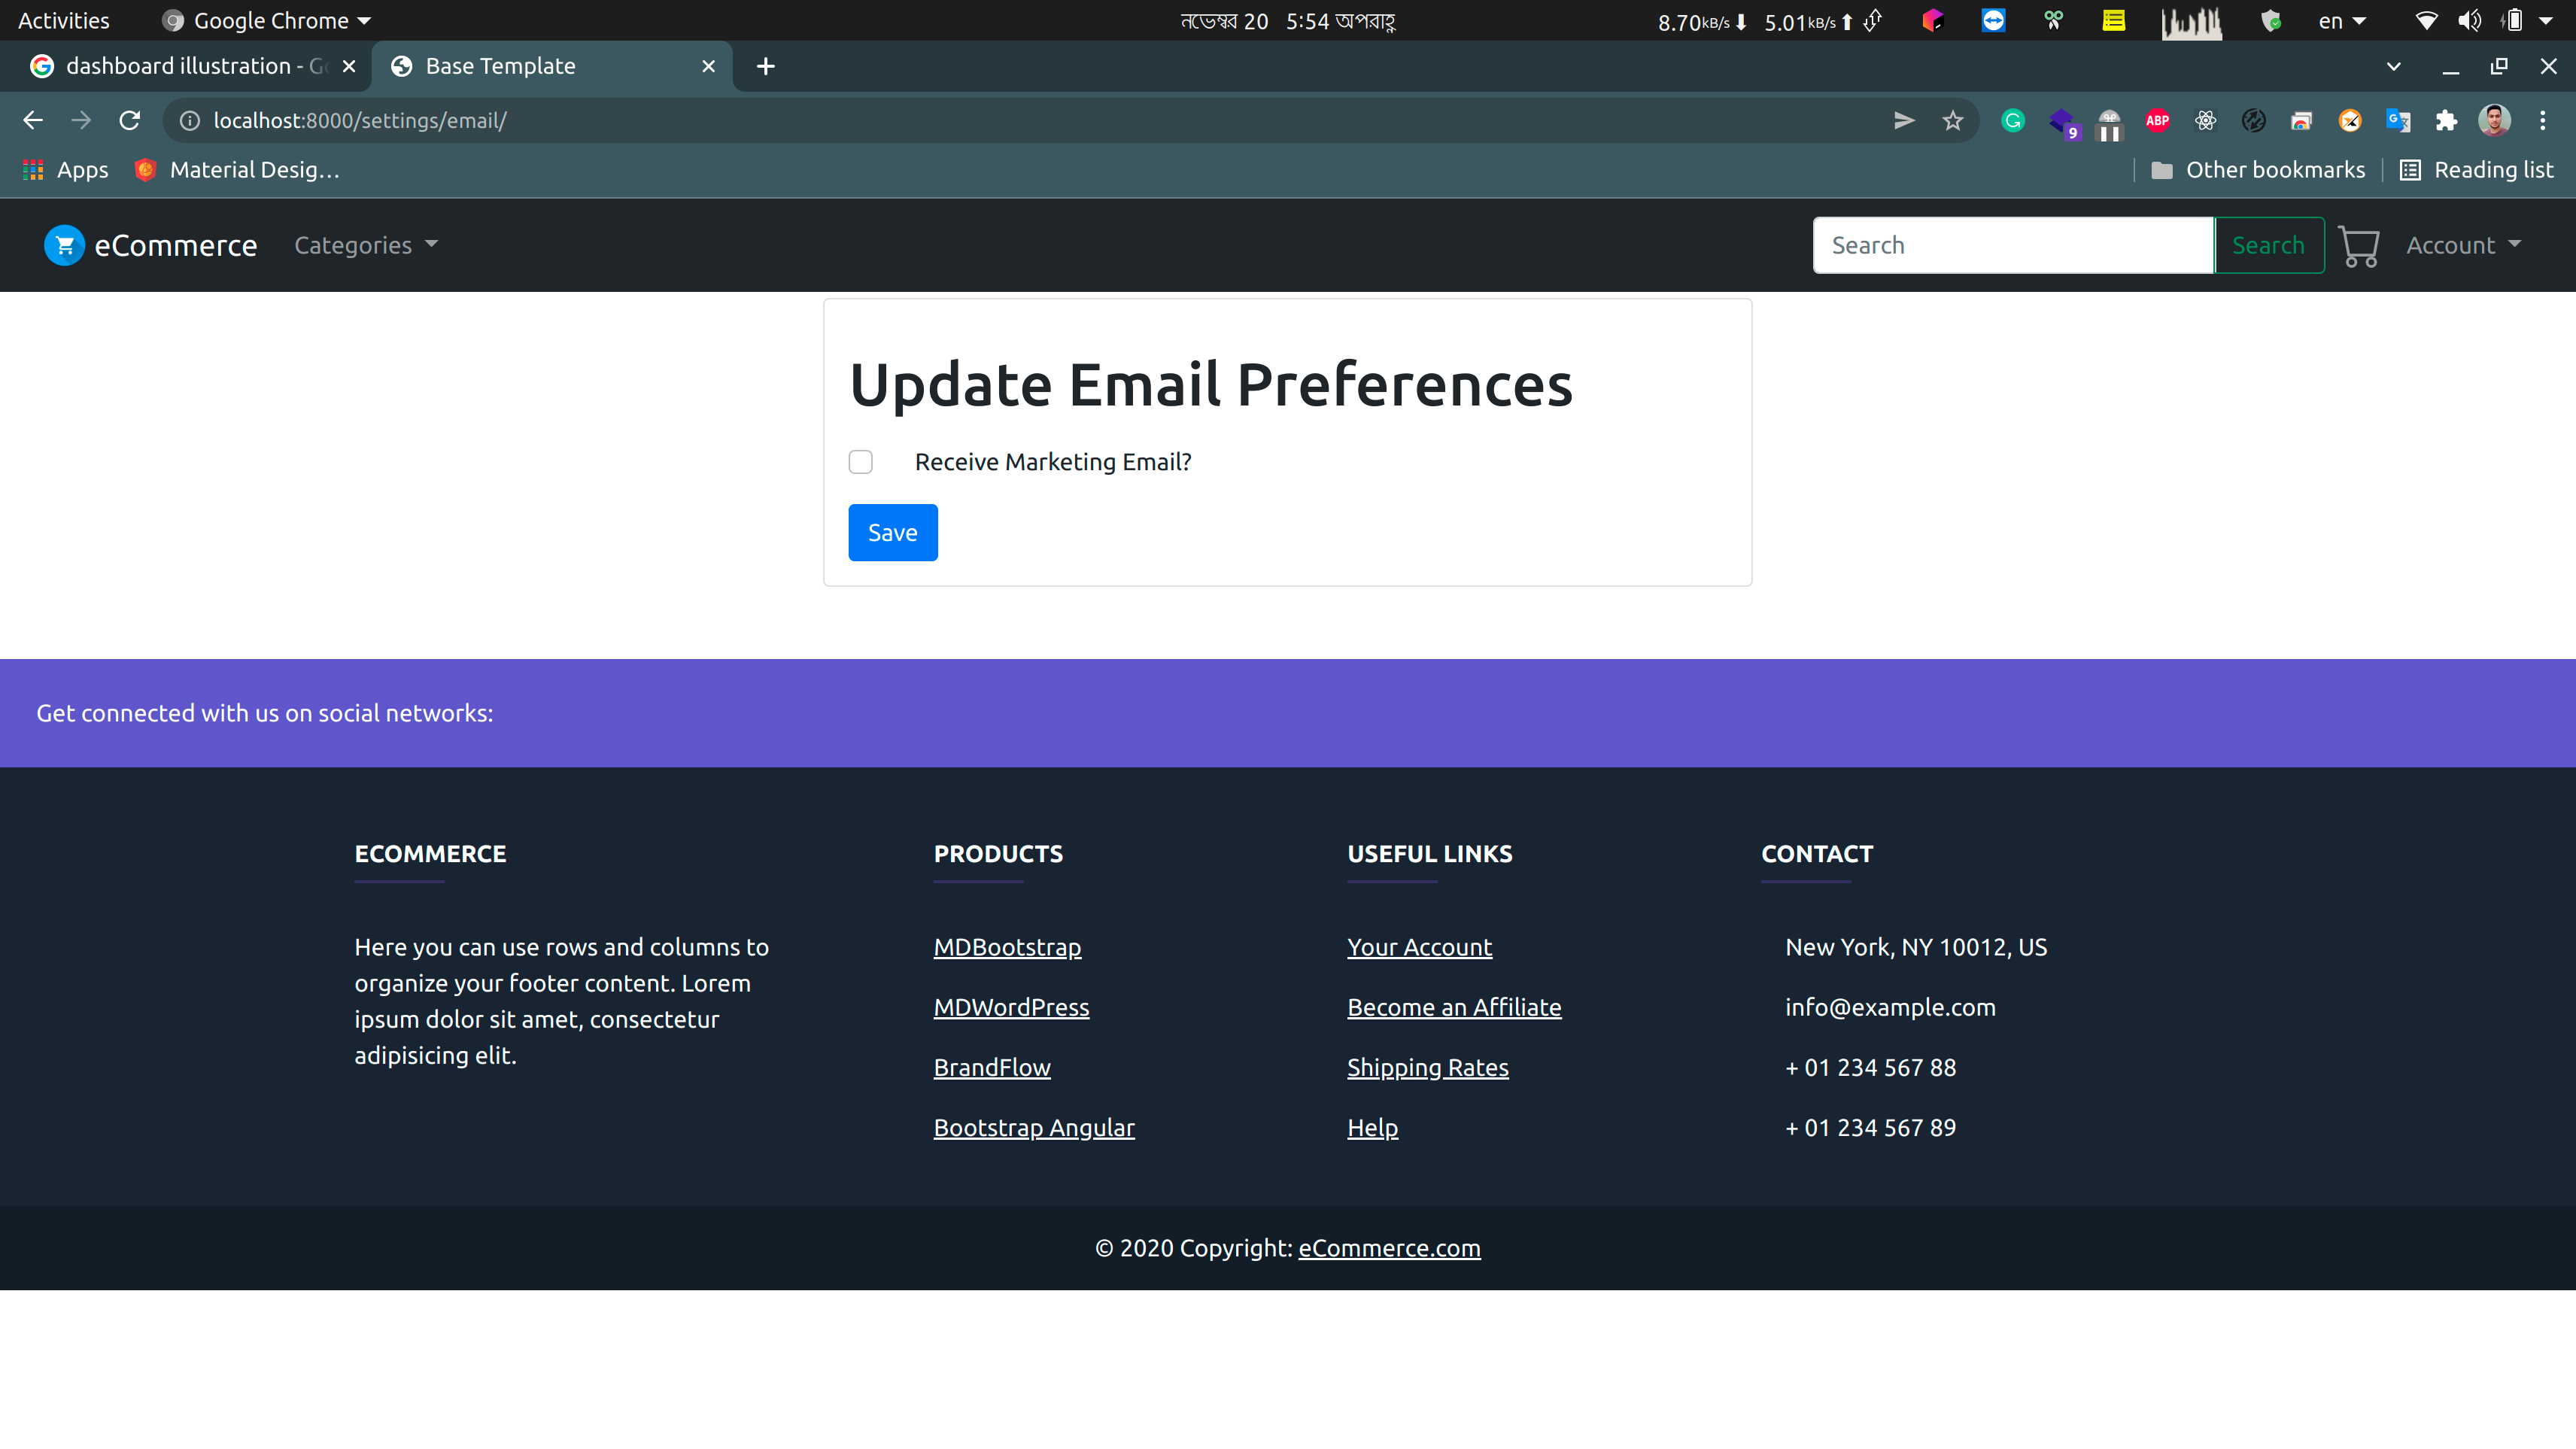 Activities Google Chrome নভেম্বর 20 5:54 অপরাহ্ণ 8.70kB/s 5.01kB/s en
dashboard illustration - Go Base Template
localhost:8000/settings/email/ 9 ABP
Apps Material Desig... Other bookmarks Reading list
eCommerce Categories Search Search Account
Update Email Preferences
Receive Marketing Email?
Save
Get connected with us on social networks:
ECOMMERCE
Here you can use rows and columns to
organize your footer content. Lorem
ipsum dolor sit amet, consectetur
adipisicing elit.
PRODUCTS
MDBootstrap
MDWordPress
BrandFlow
Bootstrap Angular
USEFUL LINKS
Your Account
Become an Affiliate
Shipping Rates
Help
CONTACT
New York, NY 10012, US
info@example.com
+ 01 234 567 88
+ 01 234 567 89
© 2020 Copyright: eCommerce.com